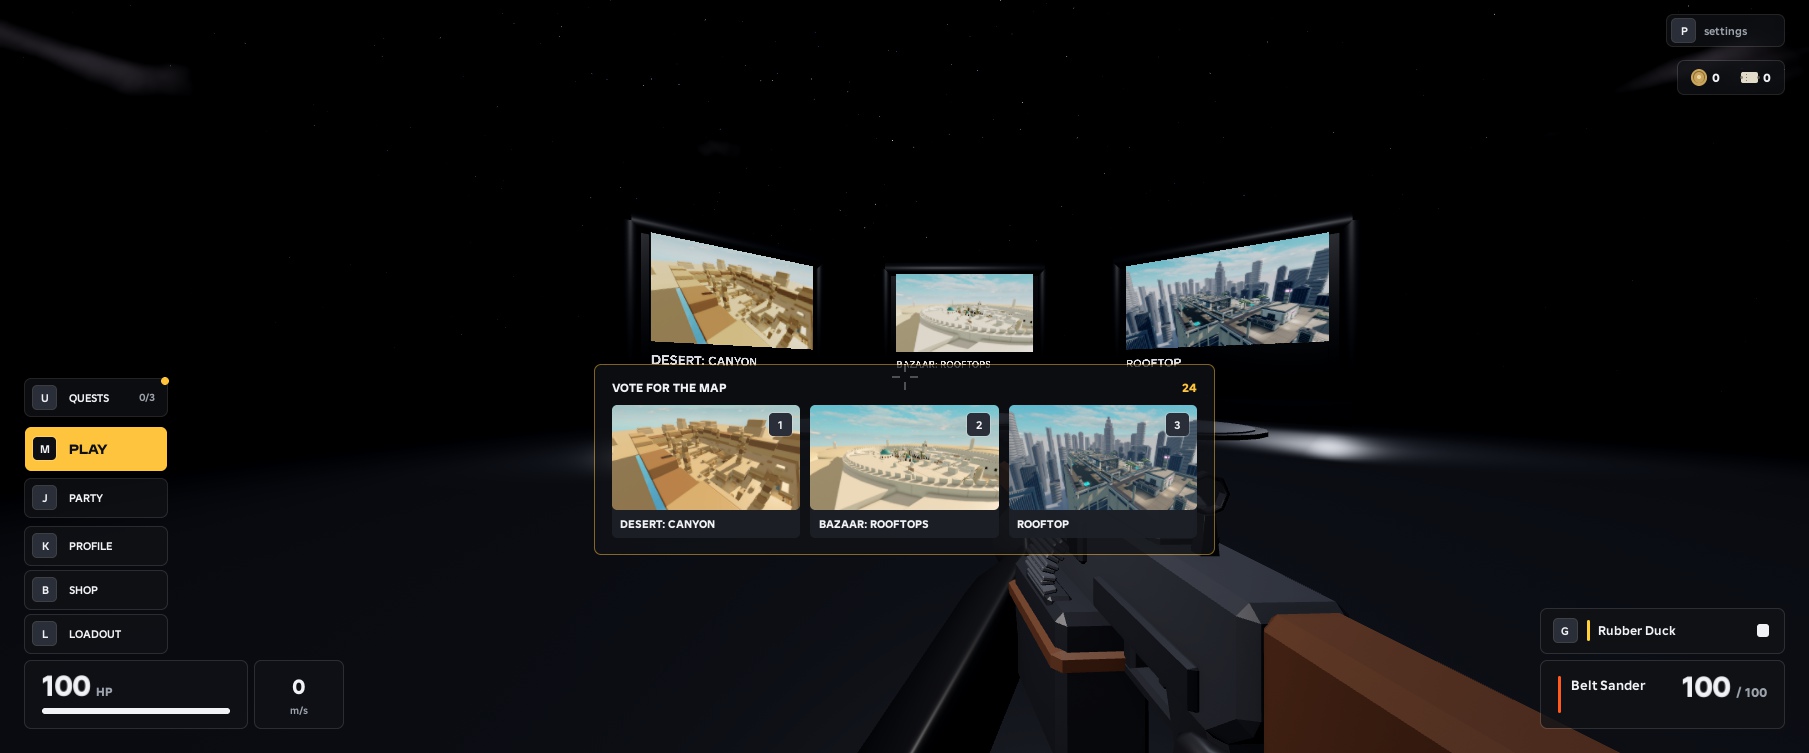 P settings
0 0
DESERT: CANYON
BAZAAR: ROOFTOPS
ROOFTOP
VOTE FOR THE MAP 24
1 2 3
DESERT: CANYON BAZAAR: ROOFTOPS ROOFTOP
U QUESTS 0/3
M PLAY
J PARTY
K PROFILE
B SHOP
L LOADOUT
100 HP
0
m/s
G Rubber Duck
Belt Sander 100 / 100